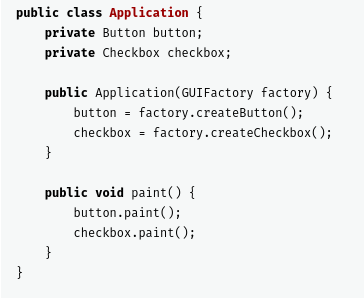 public class Application {
    private Button button;
    private Checkbox checkbox;

    public Application(GUIFactory factory) {
        button = factory.createButton();
        checkbox = factory.createCheckbox();
    }

    public void paint() {
        button.paint();
        checkbox.paint();
    }
}